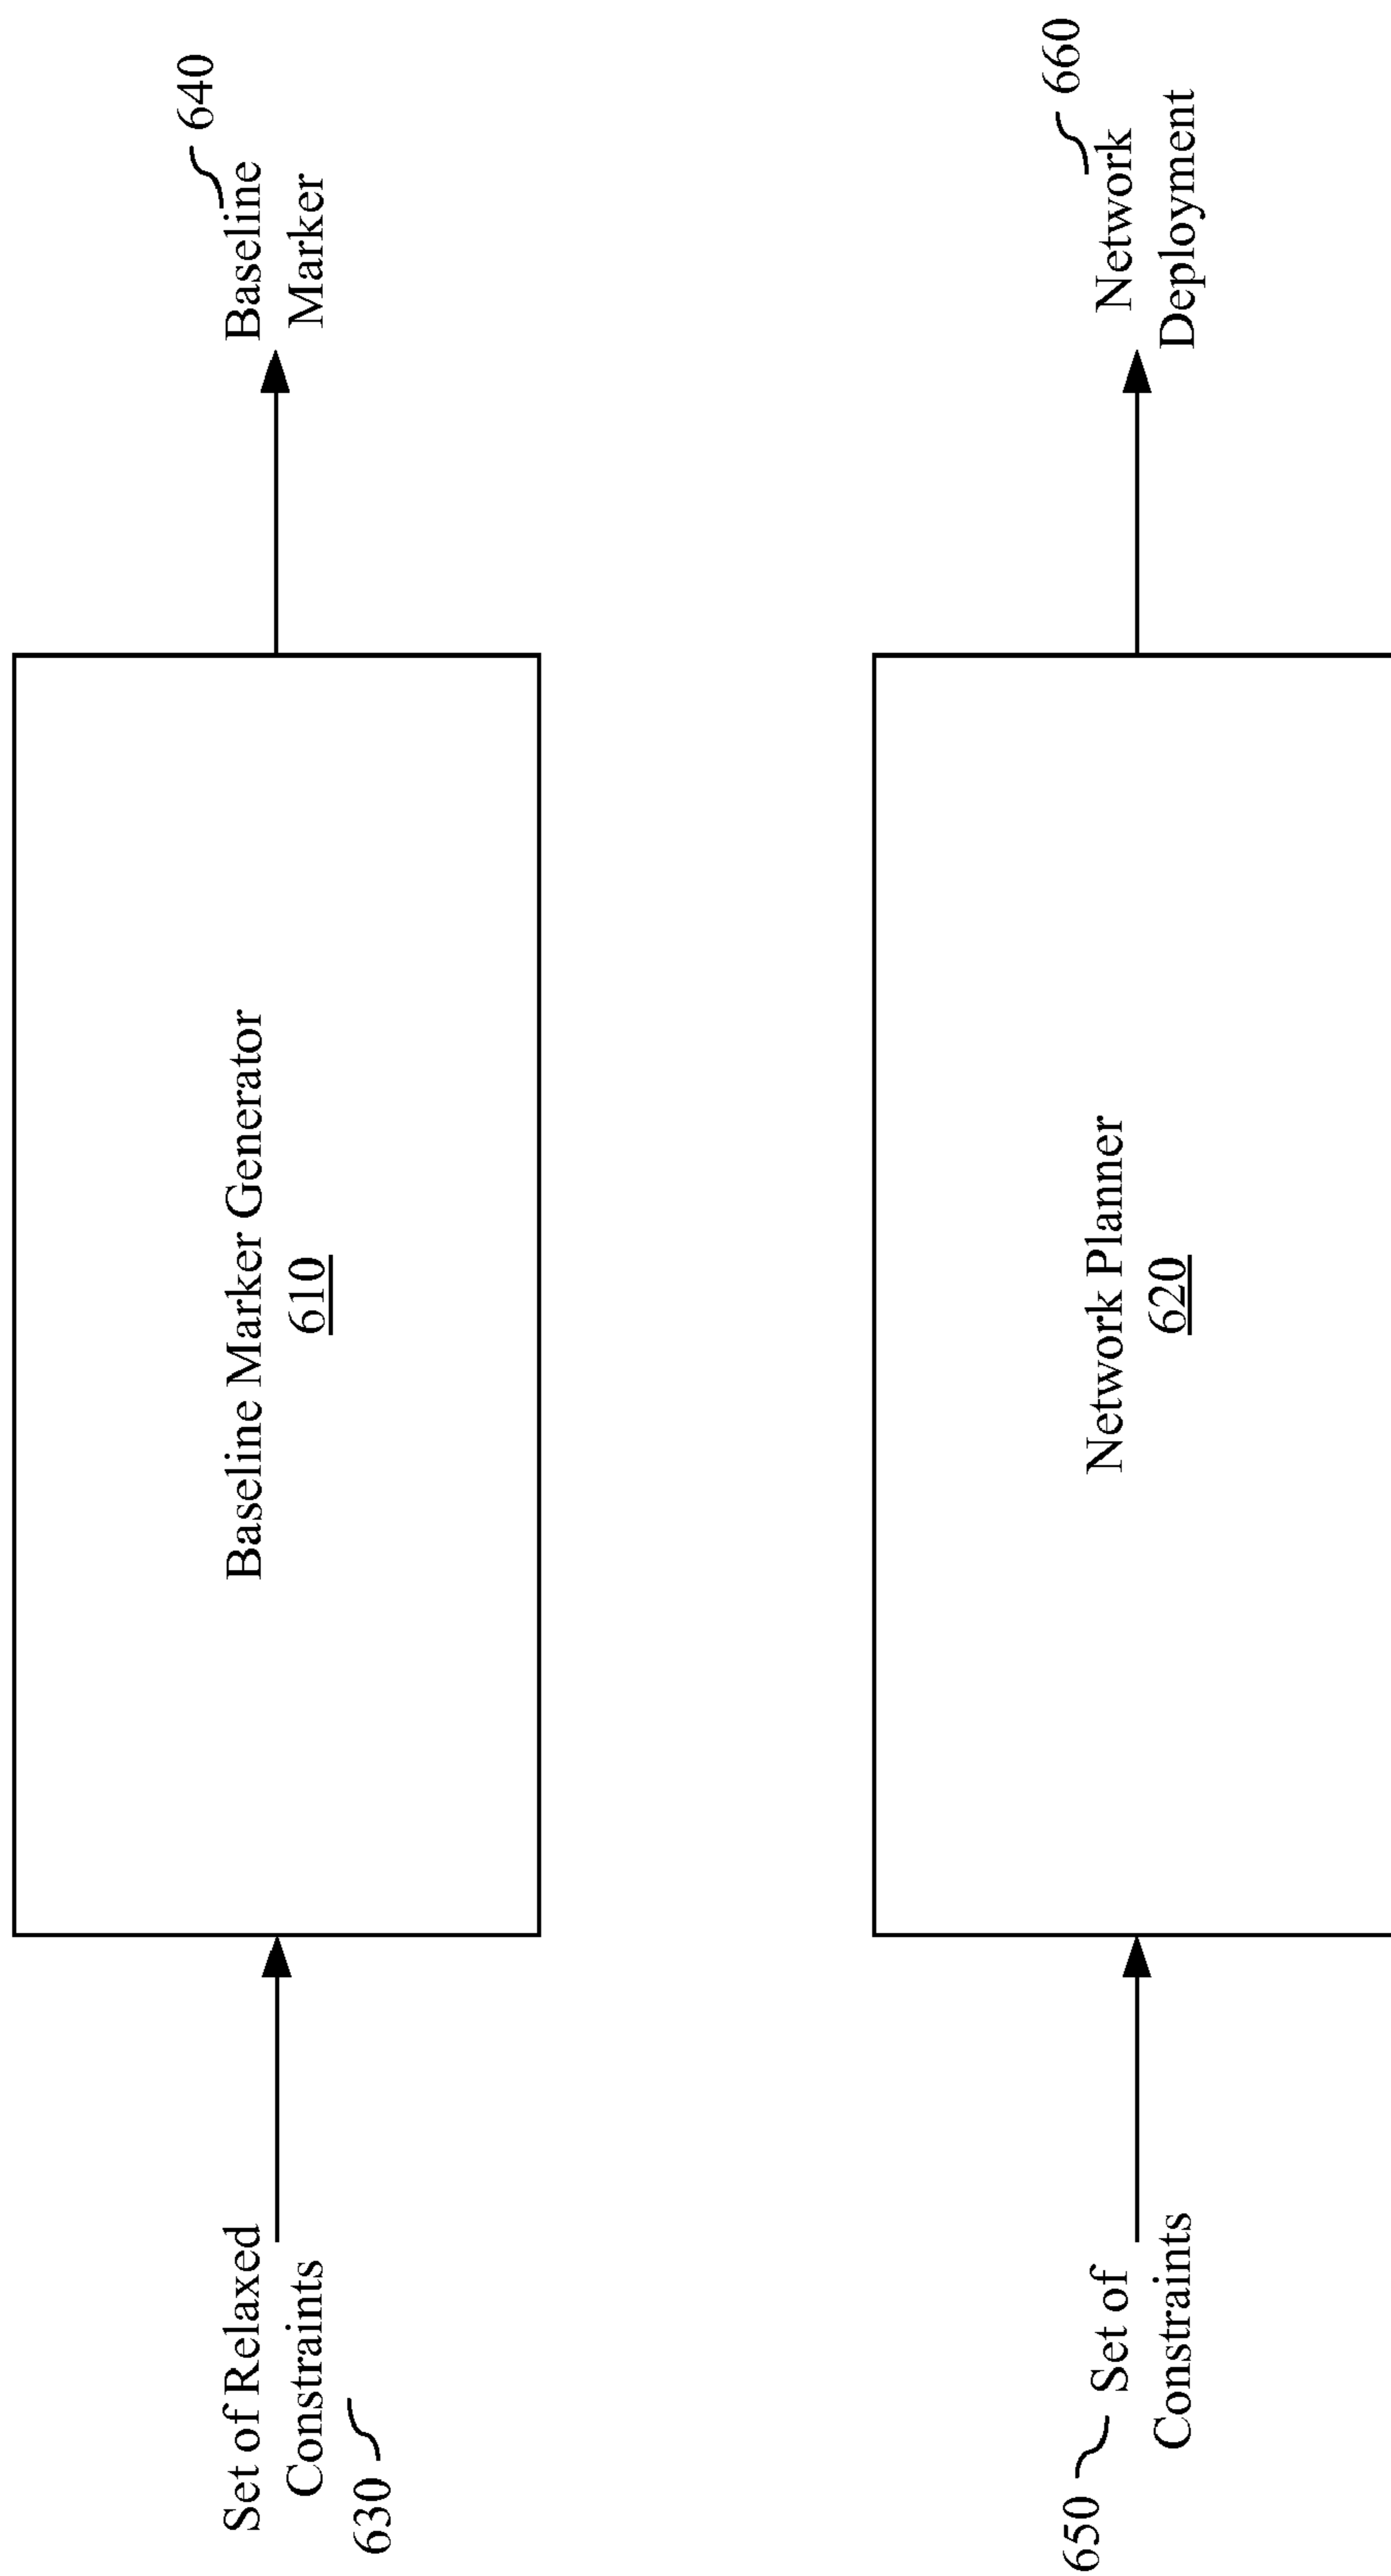 Set of Relaxed
Constraints
630
Baseline Marker Generator
610
640
Baseline
Marker
650
Set of
Constraints
Network Planner
620
660
Network
Deployment